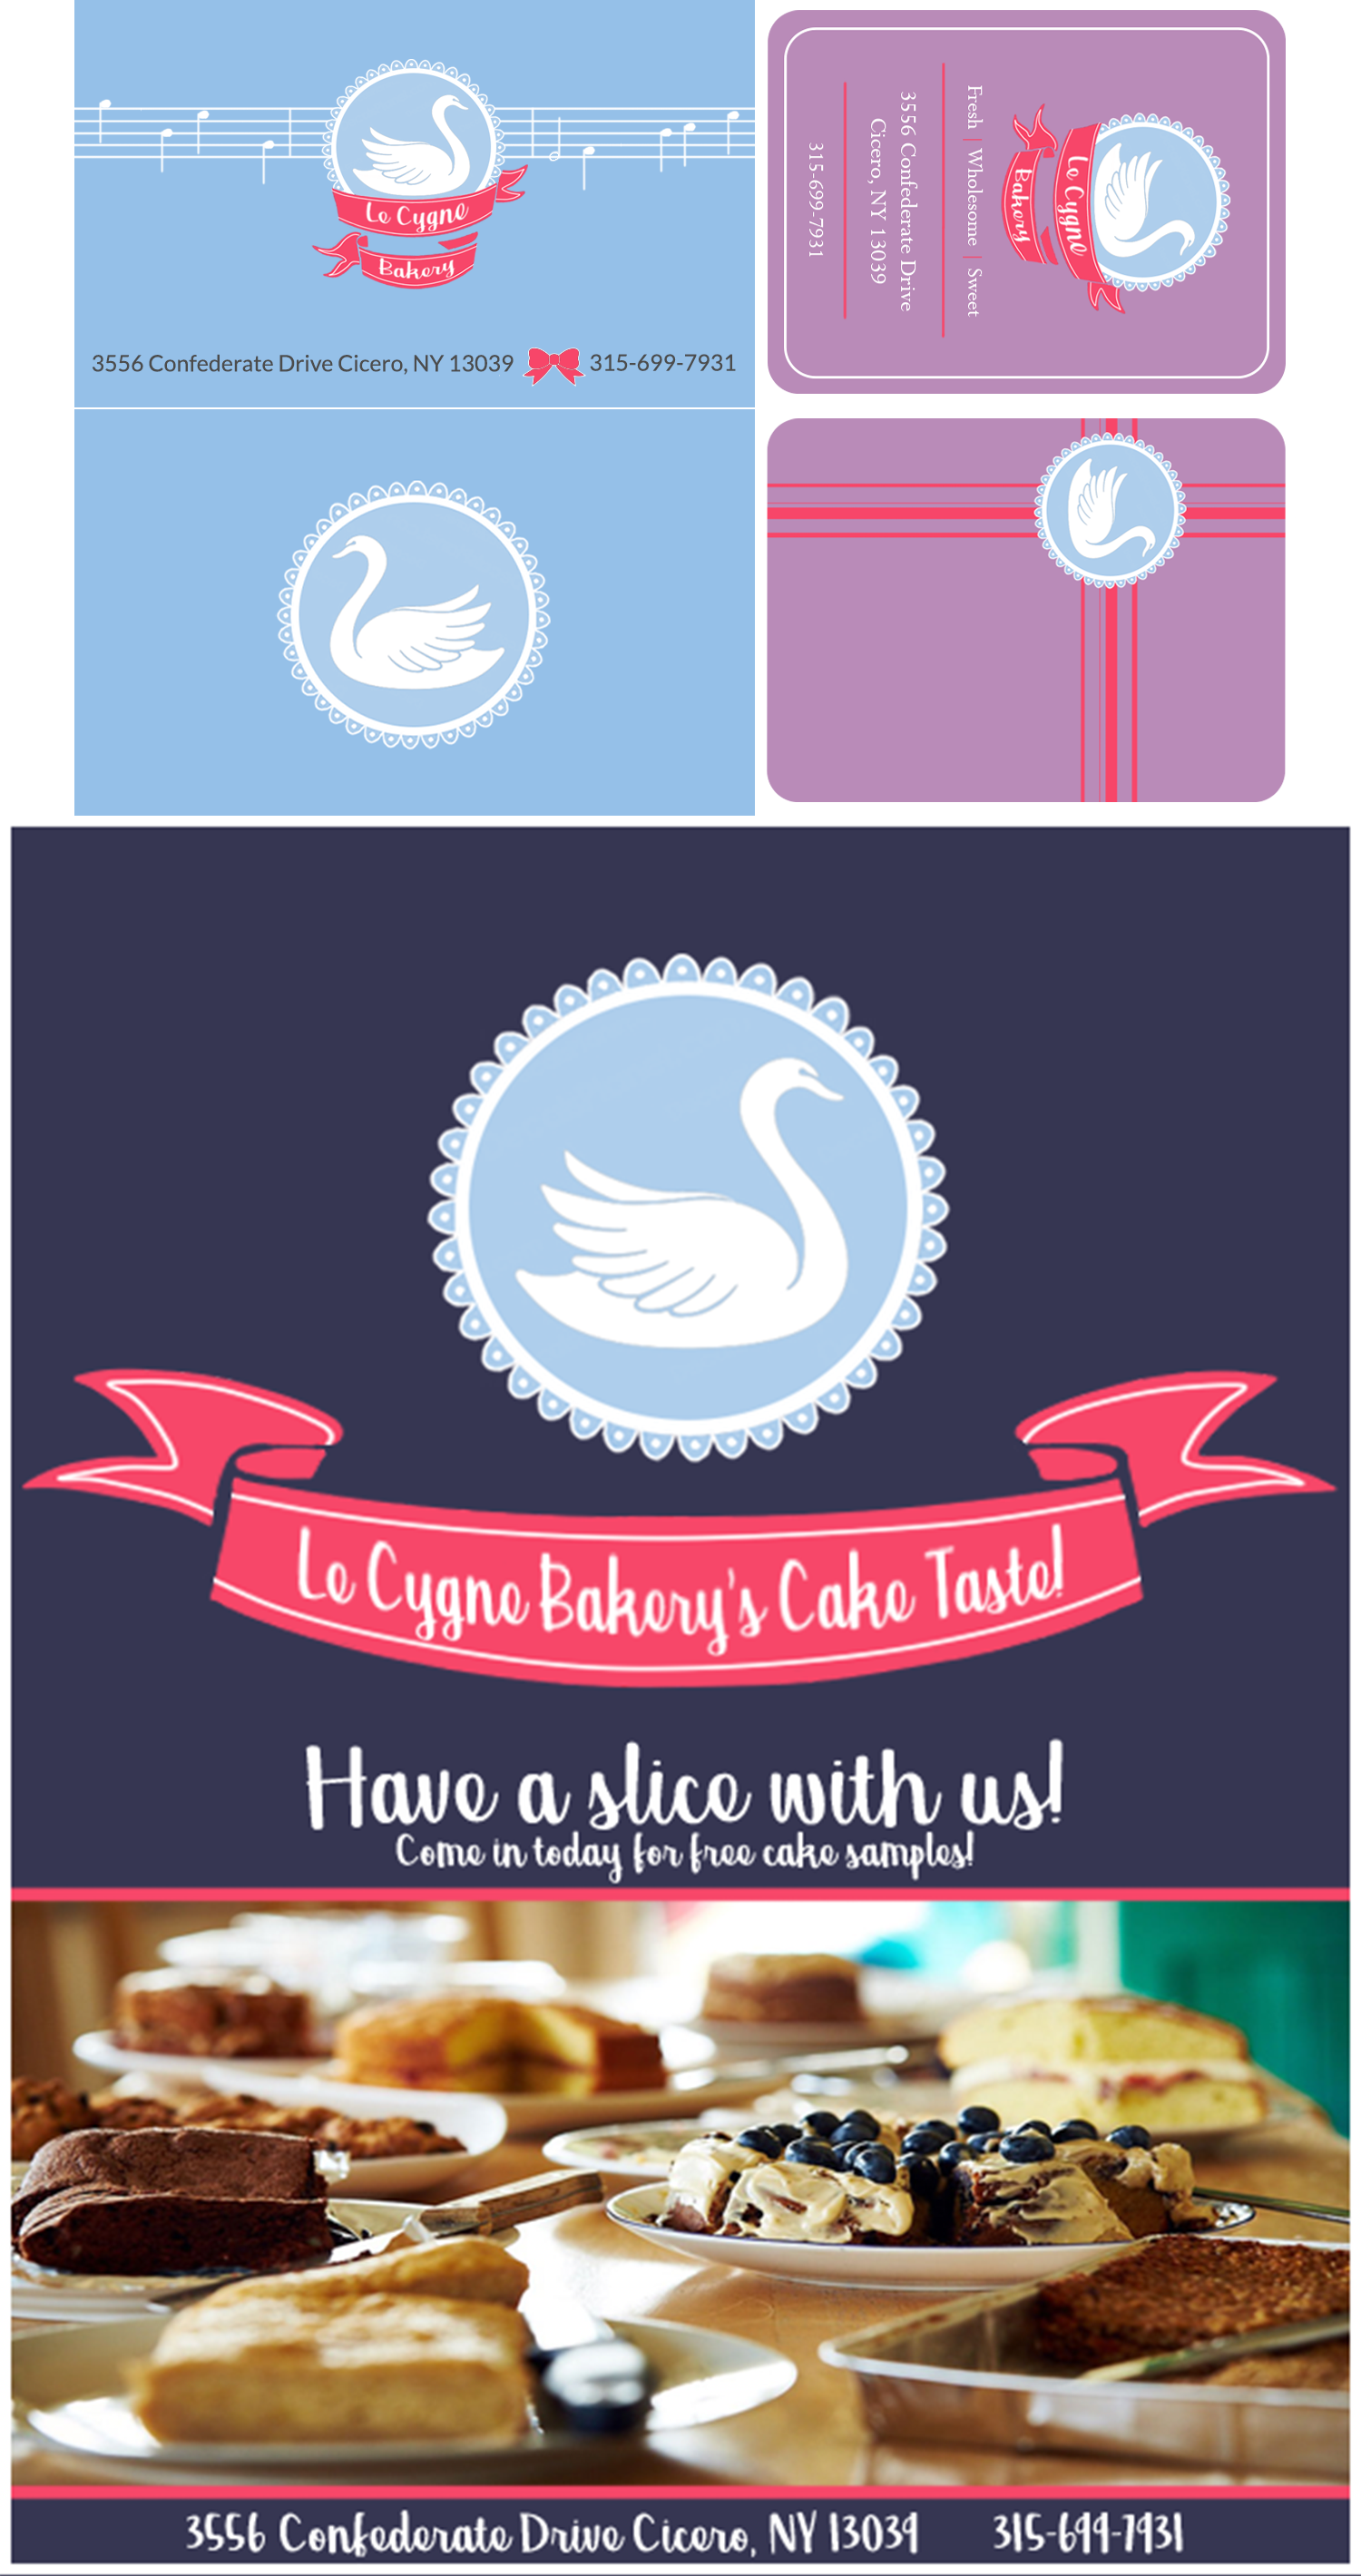 Le Cygne
Bakery
3556 Confederate Drive Cicero, NY 13039 315-699-7931
Le Cygne
Bakery
Fresh | Wholesome | Sweet
3556 Confederate Drive
Cicero, NY 13039
315-699-7931
Le Cygne Bakery's Cake Taste!
Have a slice with us!
Come in today for free cake samples!
3556 Confederate Drive Cicero, NY 13039 315-699-7931